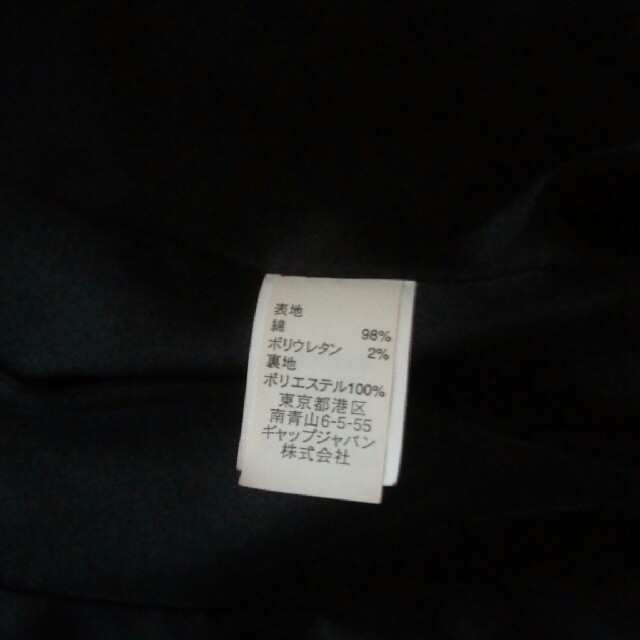 表地
綿 98%
ポリウレタン 2%
裏地
ポリエステル100%
東京都港区
南青山6-5-55
ギャップジャパン
株式会社